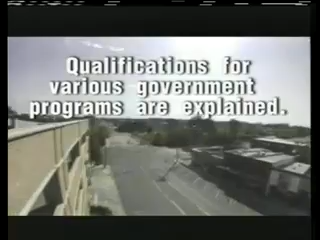 Qualifications for
various government
programs are explained.